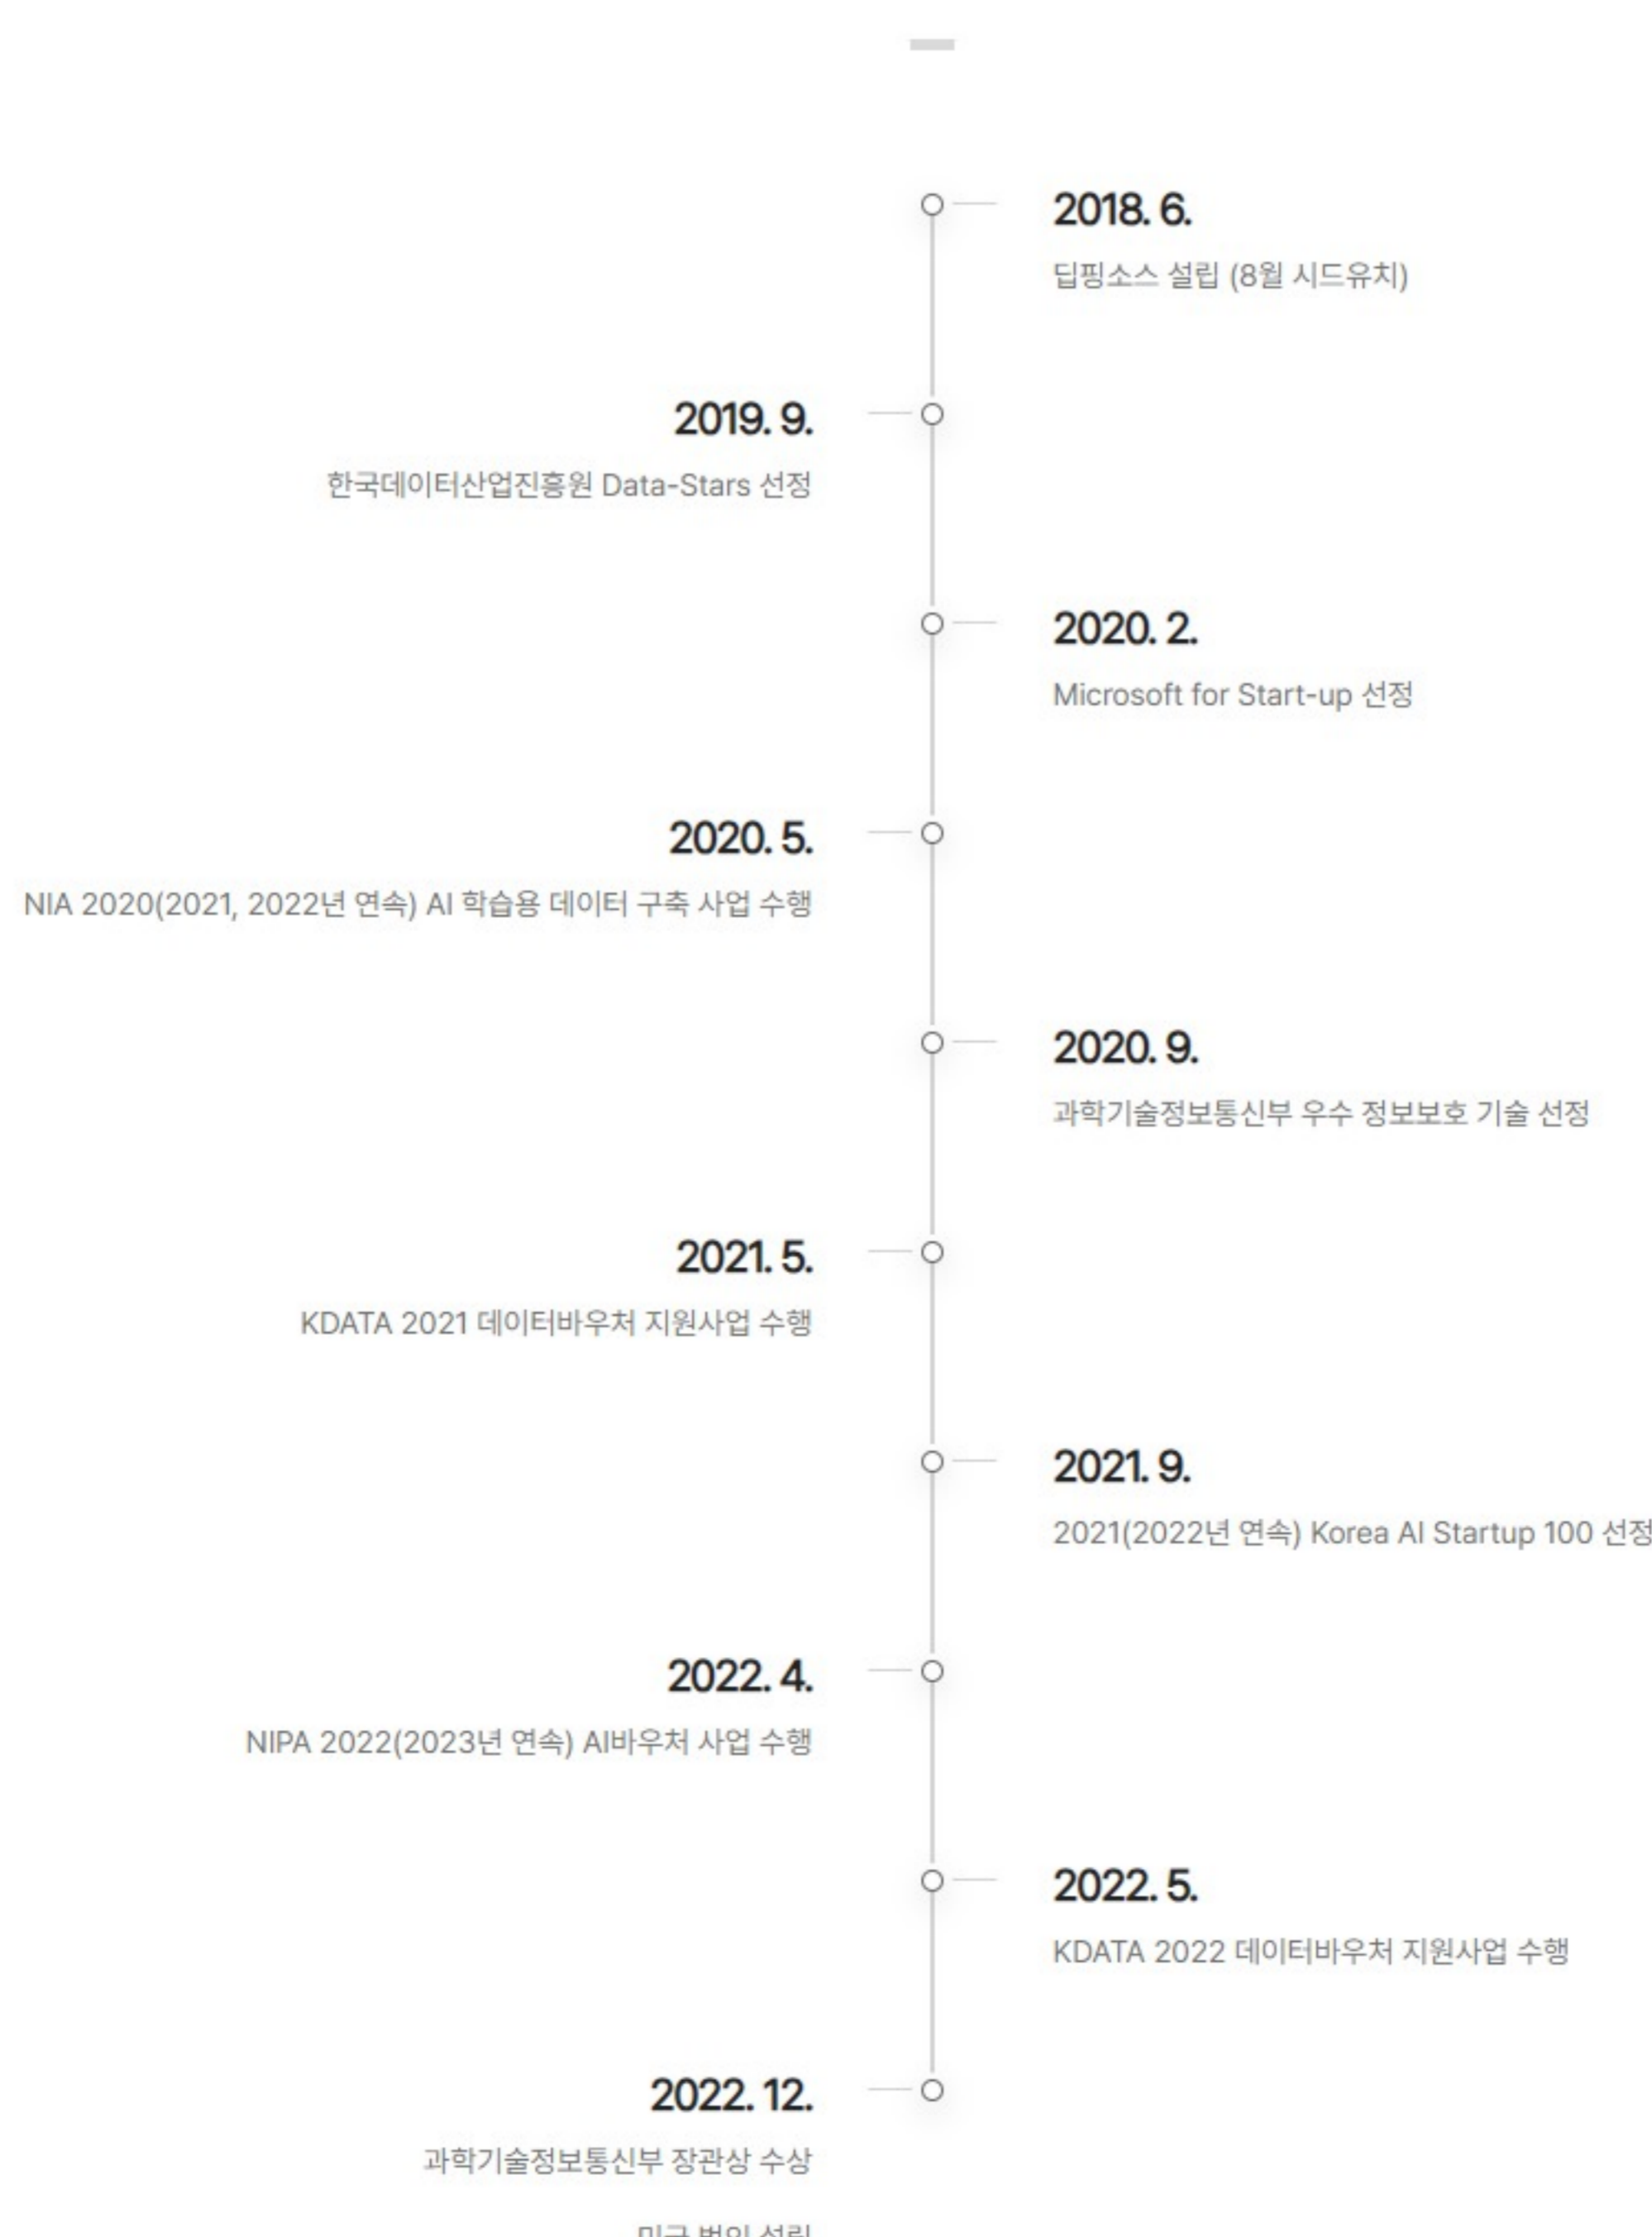 2018. 6.
딥핑소스 설립 (8월 시드유치)
2019. 9.
한국데이터산업진흥원 Data-Stars 선정
2020. 2.
Microsoft for Start-up 선정
2020. 5.
NIA 2020(2021, 2022년 연속) AI 학습용 데이터 구축 사업 수행
2020. 9.
과학기술정보통신부 우수 정보보호 기술 선정
2021. 5.
KDATA 2021 데이터바우처 지원사업 수행
2021. 9.
2021(2022년 연속) Korea AI Startup 100 선정
2022. 4.
NIPA 2022(2023년 연속) AI바우처 사업 수행
2022. 5.
KDATA 2022 데이터바우처 지원사업 수행
2022. 12.
과학기술정보통신부 장관상 수상
미국 법인 설립